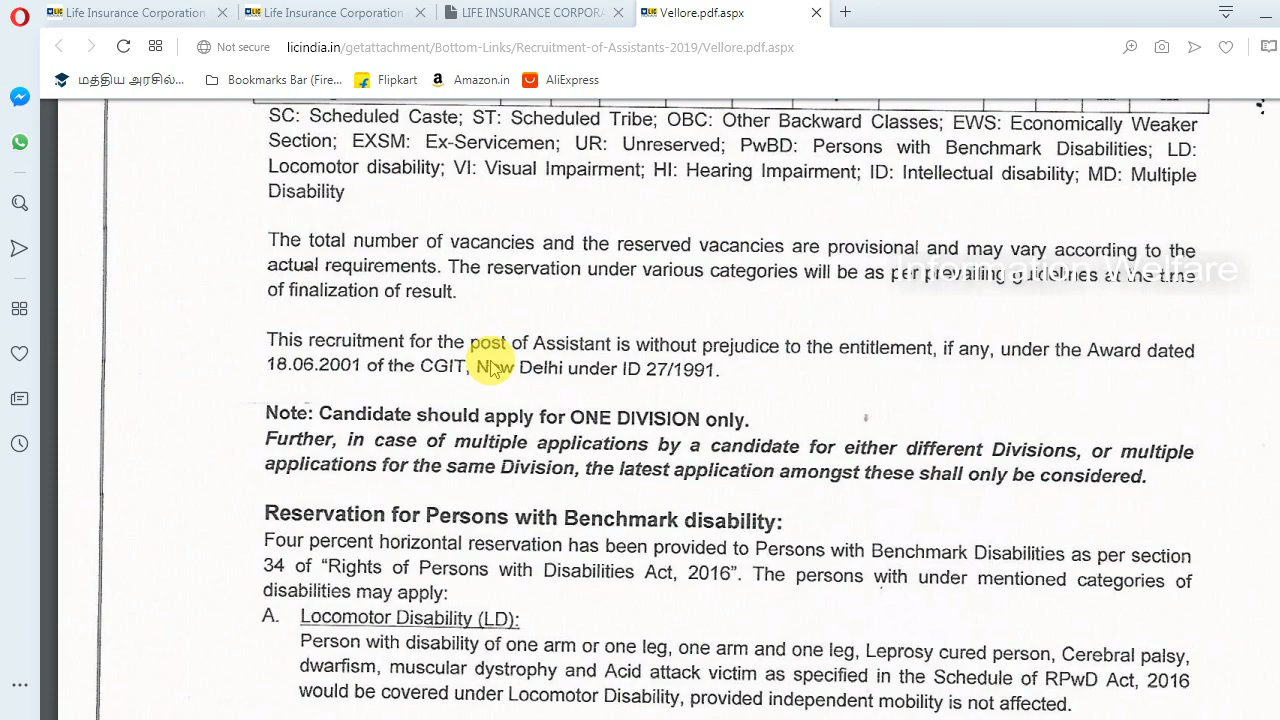 Life Insurance Corporation
Life Insurance Corporation
LIFE INSURANCE CORPORA
Vellore.pdf.aspx
Not secure
licindia.in/getattachment/Bottom-Links/Recruitment-of-Assistants-2019/Vellore.pdf.aspx
மத்திய அரசில்...
Bookmarks Bar (Fire...
Flipkart
Amazon.in
AliExpress
SC: Scheduled Caste; ST: Scheduled Tribe; OBC: Other Backward Classes; EWS: Economically Weaker
Section; EXSM: Ex-Servicemen; UR: Unreserved; PwBD: Persons with Benchmark Disabilities; LD:
Locomotor disability; VI: Visual Impairment; HI: Hearing Impairment; ID: Intellectual disability; MD: Multiple
Disability
The total number of vacancies and the reserved vacancies are provisional and may vary according to the
actual requirements. The reservation under various categories will be as per prevailing guidelines at the time
of finalization of result.
Information Welfare
This recruitment for the post of Assistant is without prejudice to the entitlement, if any, under the Award dated
18.06.2001 of the CGIT, New Delhi under ID 27/1991.
Note: Candidate should apply for ONE DIVISION only.
Further, in case of multiple applications by a candidate for either different Divisions, or multiple
applications for the same Division, the latest application amongst these shall only be considered.
Reservation for Persons with Benchmark disability:
Four percent horizontal reservation has been provided to Persons with Benchmark Disabilities as per section
34 of “Rights of Persons with Disabilities Act, 2016”. The persons with under mentioned categories of
disabilities may apply:
A. Locomotor Disability (LD):
Person with disability of one arm or one leg, one arm and one leg, Leprosy cured person, Cerebral palsy,
dwarfism, muscular dystrophy and Acid attack victim as specified in the Schedule of RPwD Act, 2016
would be covered under Locomotor Disability, provided independent mobility is not affected.